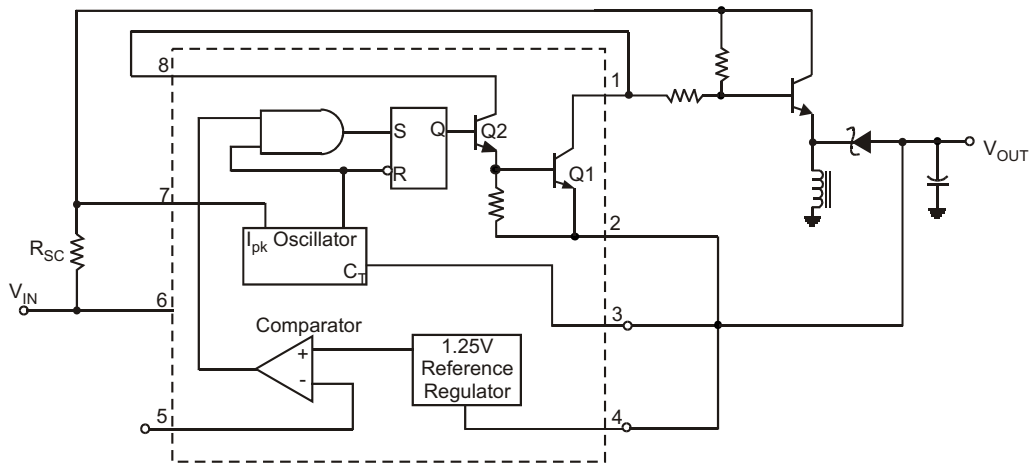 8
1
S
Q
Q2
R
Q1
7
2
Ipk Oscillator
CT
RSC
VIN
6
3
Comparator
+
-
1.25V
Reference
Regulator
5
4
VOUT